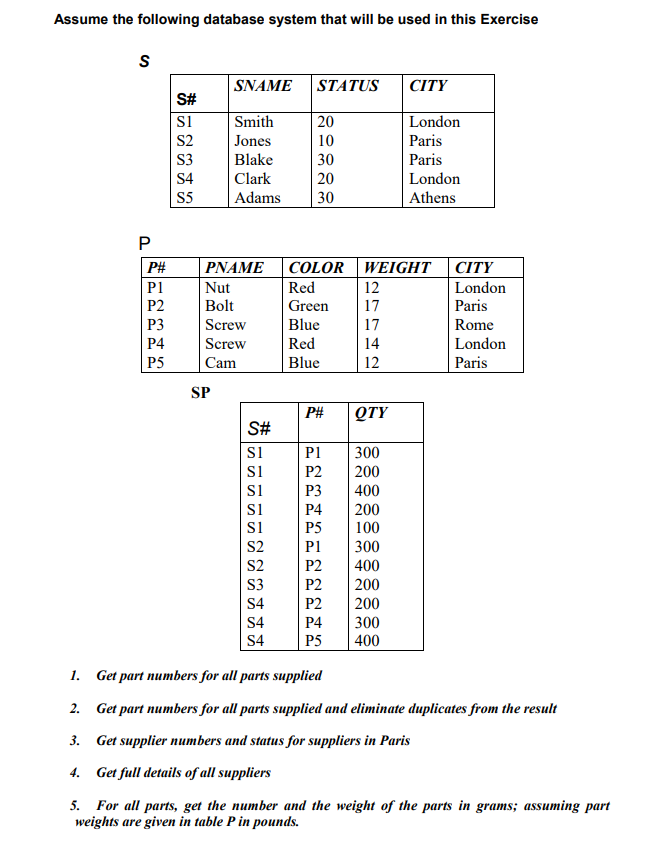 Assume the following database system that will be used in this Exercise
S
S# SNAME STATUS CITY
S1 Smith 20 London
S2 Jones 10 Paris
S3 Blake 30 Paris
S4 Clark 20 London
S5 Adams 30 Athens
P
P# PNAME COLOR WEIGHT CITY
P1 Nut Red 12 London
P2 Bolt Green 17 Paris
P3 Screw Blue 17 Rome
P4 Screw Red 14 London
P5 Cam Blue 12 Paris
SP
S# P# QTY
S1 P1 300
S1 P2 200
S1 P3 400
S1 P4 200
S1 P5 100
S2 P1 300
S2 P2 400
S3 P2 200
S4 P2 200
S4 P4 300
S4 P5 400
1. Get part numbers for all parts supplied
2. Get part numbers for all parts supplied and eliminate duplicates from the result
3. Get supplier numbers and status for suppliers in Paris
4. Get full details of all suppliers
5. For all parts, get the number and the weight of the parts in grams; assuming part
weights are given in table P in pounds.